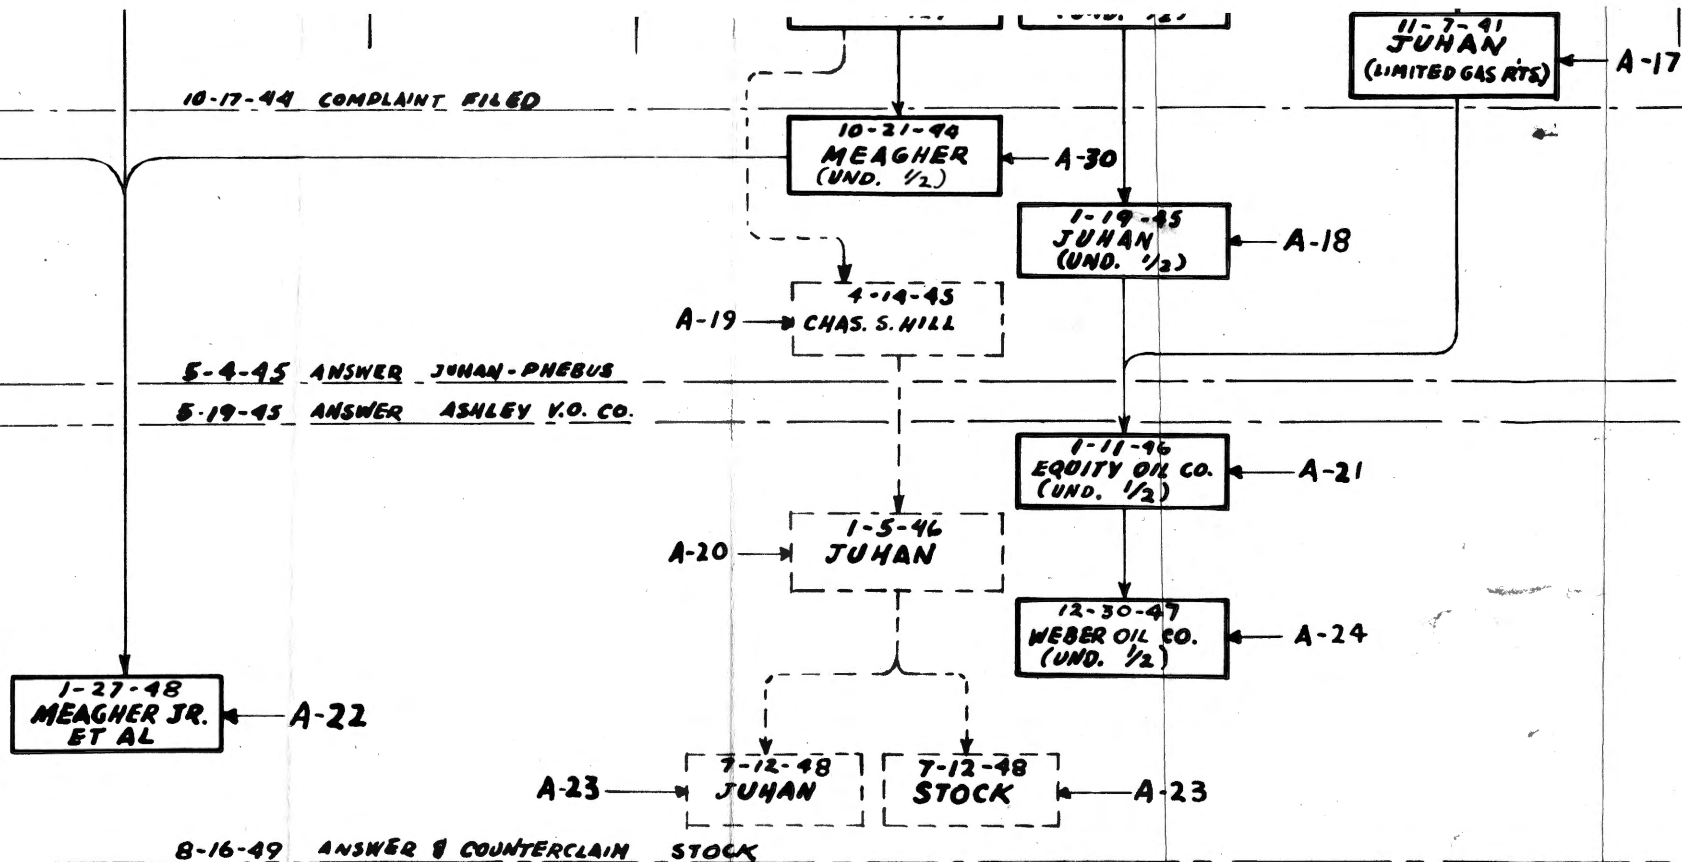 (UND. 1/2)
11-7-41
JUHAN
(LIMITED GAS RTS.)
A-17
10-17-44 COMPLAINT FILED
10-21-44
MEAGHER
(UND. 1/2)
A-30
1-19-45
JUHAN
(UND. 1/2)
A-18
4-14-45
CHAS. S. HILL
A-19
5-4-45 ANSWER JUHAN-PHEBUS
5-19-45 ANSWER ASHLEY V.O. CO.
1-11-46
EQUITY OIL CO.
(UND. 1/2)
A-21
1-5-46
JUHAN
A-20
12-30-47
WEBER OIL CO.
(UND. 1/2)
A-24
1-27-48
MEAGHER JR.
ET AL
A-22
7-12-48
JUHAN
A-23
7-12-48
STOCK
A-23
8-16-49 ANSWER & COUNTERCLAIM STOCK